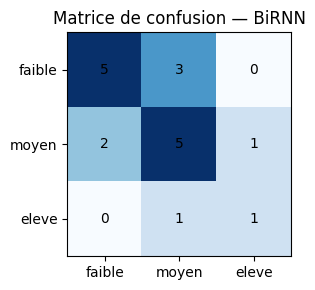 Matrice de confusion — BiRNN
faible 5 3 0
moyen 2 5 1
eleve 0 1 1
faible moyen eleve